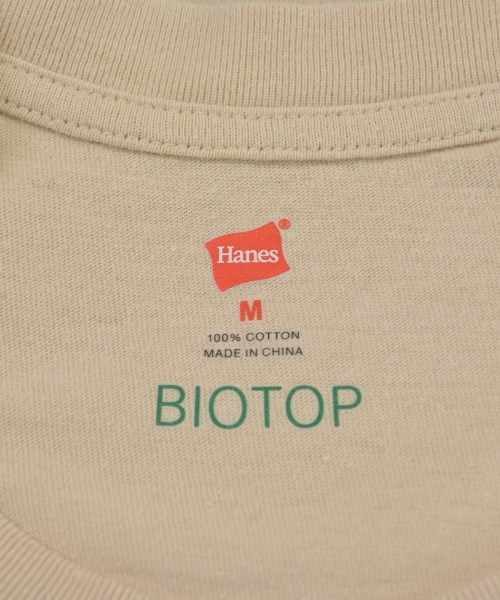 Hanes®
M
100% COTTON
MADE IN CHINA
BIOTOP